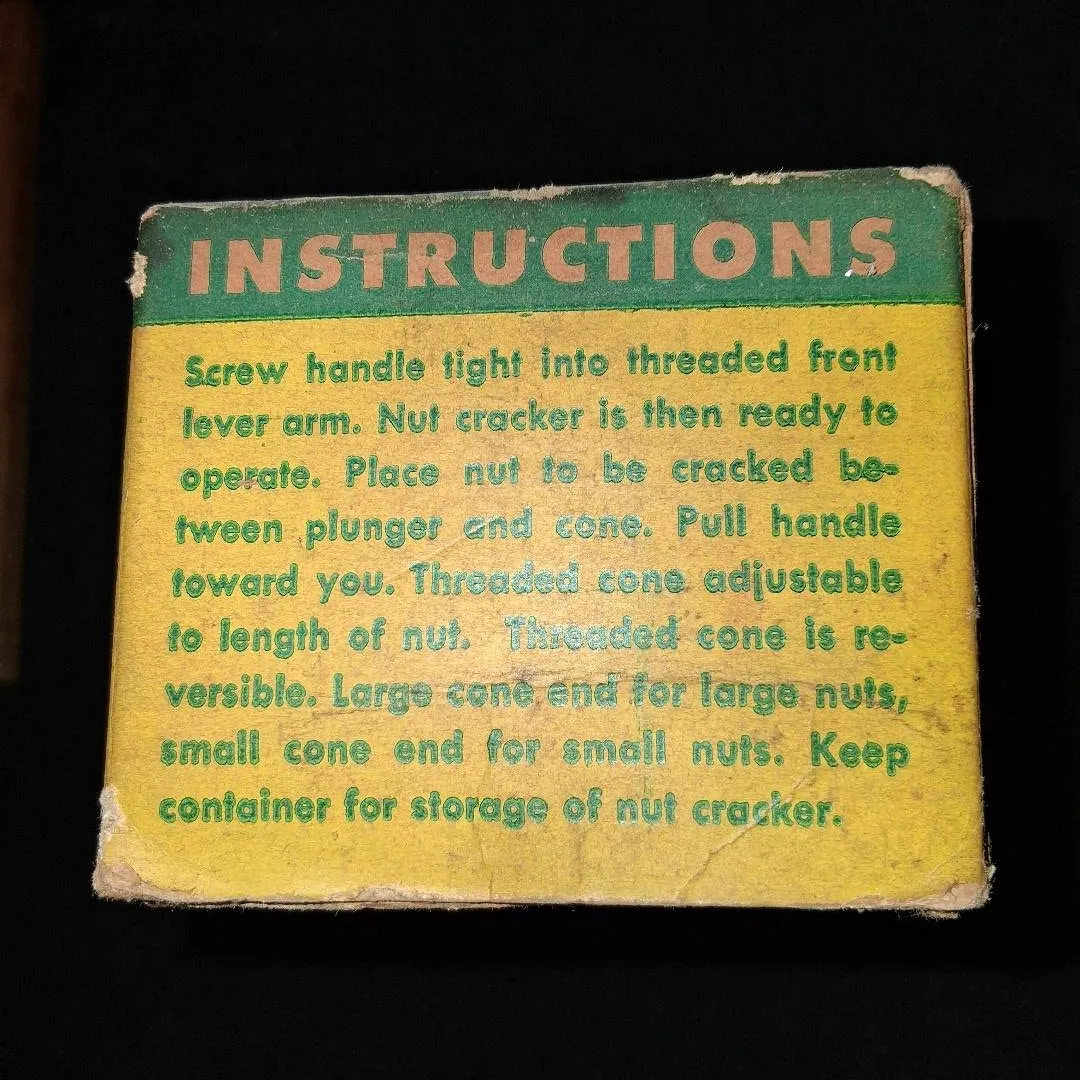 INSTRUCTIONS
Screw handle tight into threaded front
lever arm. Nut cracker is then ready to
operate. Place nut to be cracked be-
tween plunger and cone. Pull handle
toward you. Threaded cone adjustable
to length of nut. Threaded cone is re-
versible. Large cone end for large nuts,
small cone end for small nuts. Keep
container for storage of nut cracker.